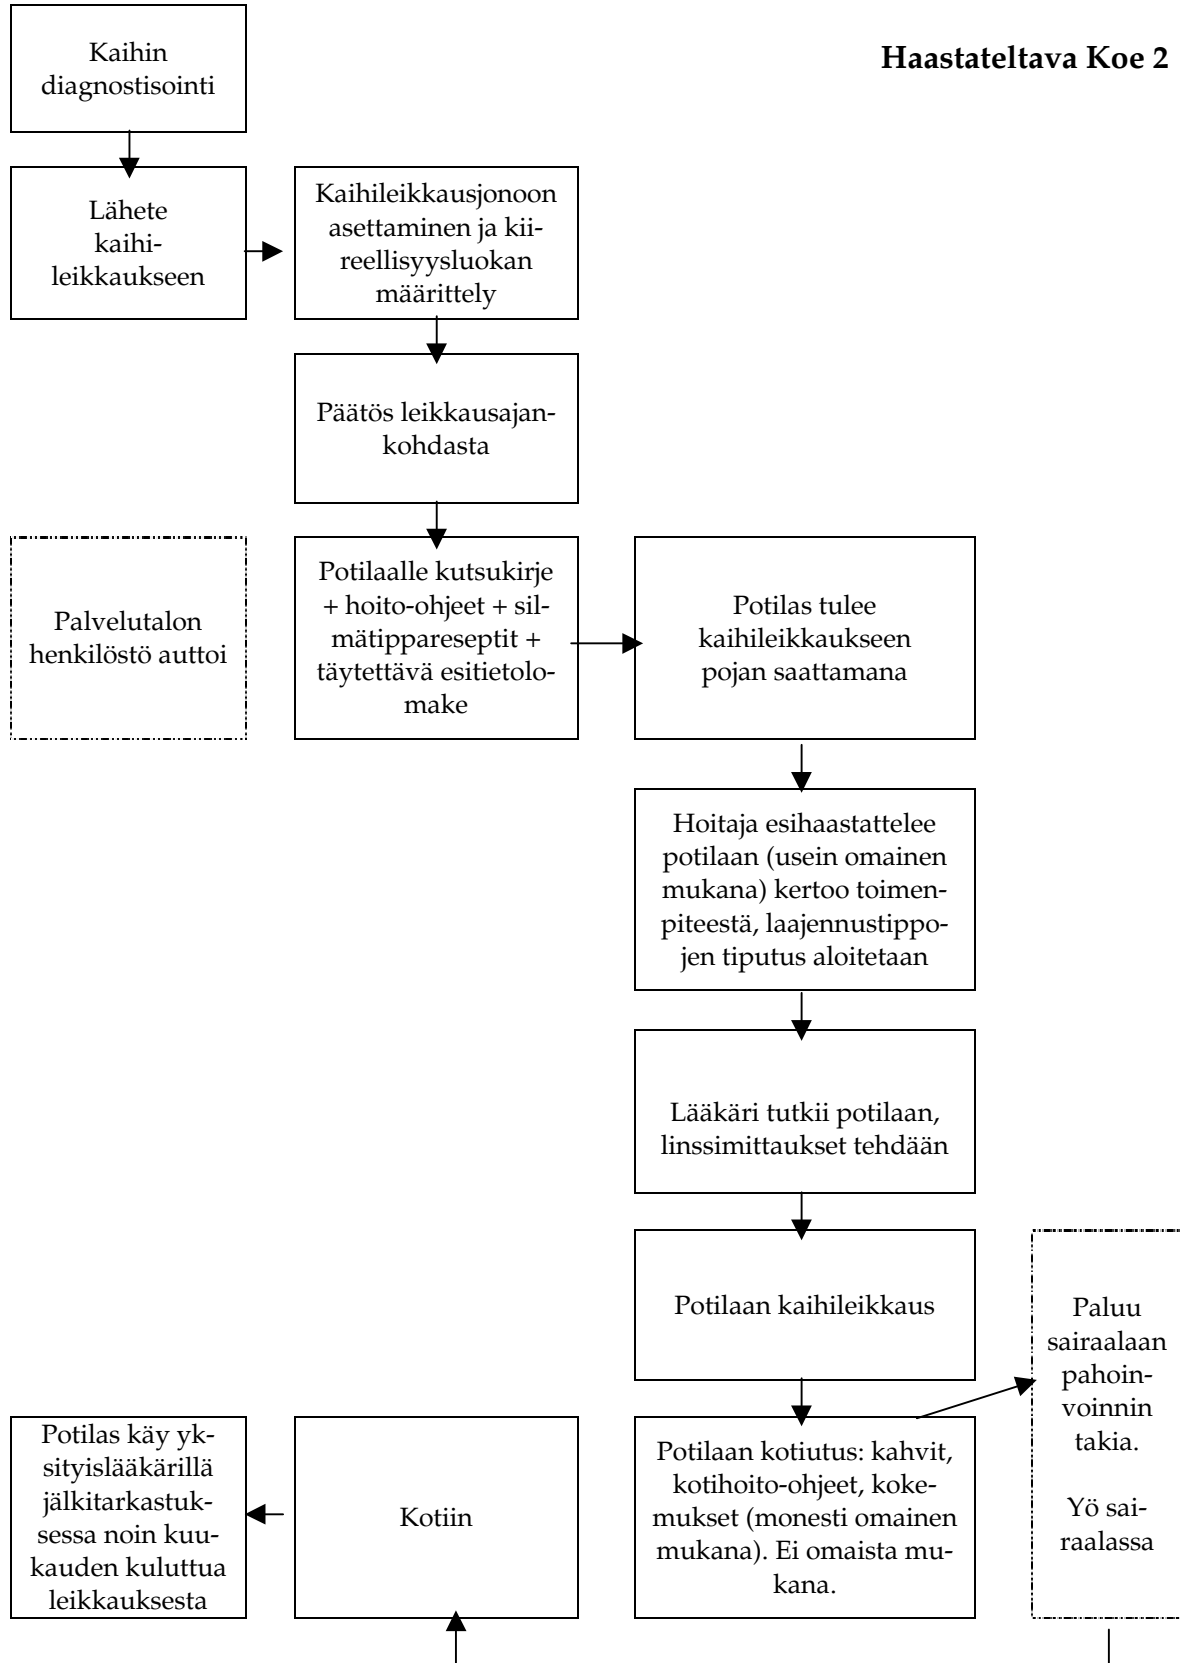 Haastateltava Koe 2
Kaihin
diagnostisointi
Lähete
kaihi-
leikkaukseen
Kaihileikkausjonoon
asettaminen ja kii-
reellisyysluokan
määrittely
Päätös leikkausajan-
kohdasta
Palvelutalon
henkilöstö auttoi
Potilaalle kutsukirje
+ hoito-ohjeet + sil-
mätippareseptit +
täytettävä esitietolo-
make
Potilas tulee
kaihileikkaukseen
pojan saattamana
Hoitaja esihaastattelee
potilaan (usein omainen
mukana) kertoo toimen-
piteestä, laajennustippo-
jen tiputus aloitetaan
Lääkäri tutkii potilaan,
linssimittaukset tehdään
Potilaan kaihileikkaus
Paluu
sairaalaan
pahoin-
voinnin
takia.
Yö sai-
raalassa
Potilaan kotiutus: kahvit,
kotihoito-ohjeet, koke-
mukset (monesti omainen
mukana). Ei omaista mu-
kana.
Kotiin
Potilas käy yk-
sityislääkärillä
jälkitarkastuk-
sessa noin kuu-
kauden kuluttua
leikkauksesta